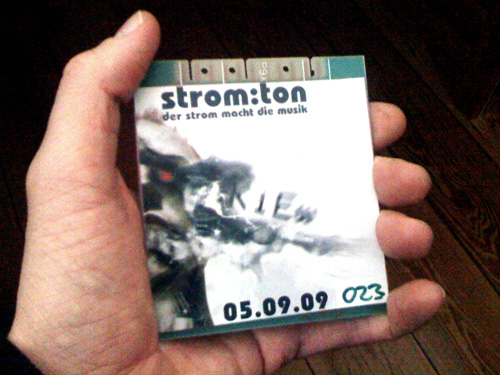 strom:ton
der strom macht die musik
05.09.09 023